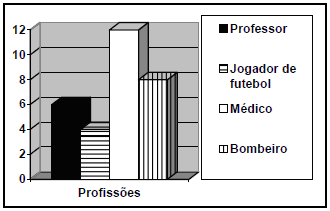 12
10
8
6
4
2
0
Profissões
Professor
Jogador de
futebol
Médico
Bombeiro